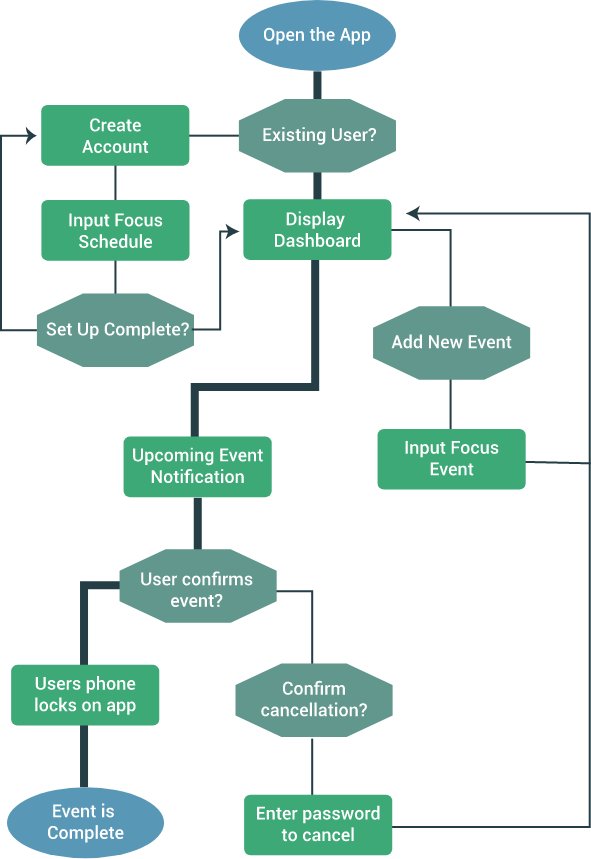 Open the App
Existing User?
Create
Account
Input Focus
Schedule
Set Up Complete?
Display
Dashboard
Add New Event
Input Focus
Event
Upcoming Event
Notification
User confirms
event?
Users phone
locks on app
Event is
Complete
Confirm
cancellation?
Enter password
to cancel